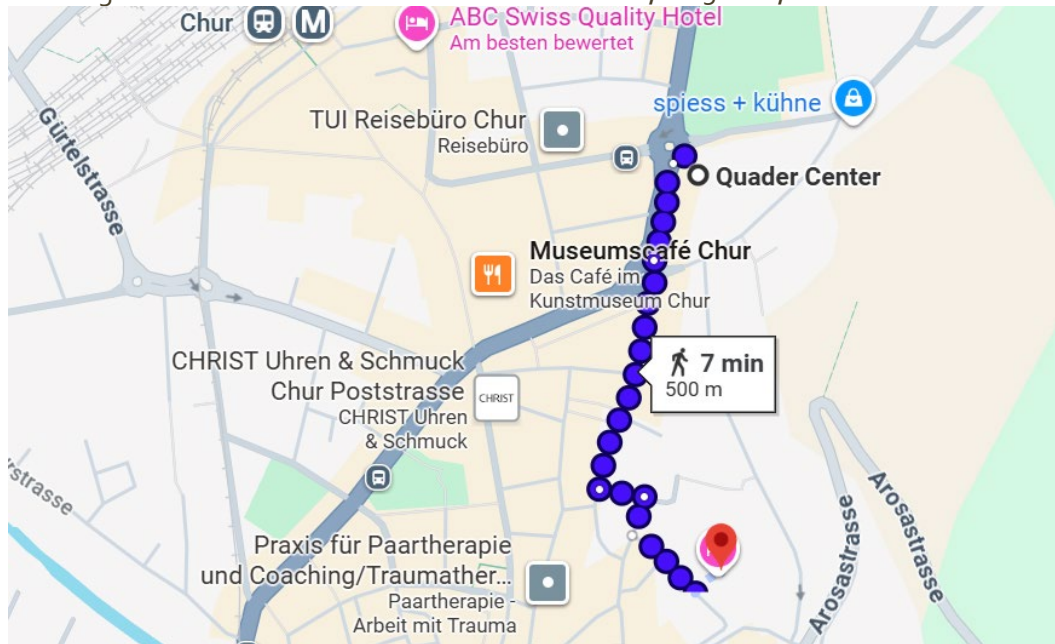 Chur
M
ABC Swiss Quality Hotel
Am besten bewertet
spiess + kühne
TUI Reisebüro Chur
Reisebüro
Gürtelstrasse
Quader Center
Museumscafé Chur
Das Café im
Kunstmuseum Chur
7 min
500 m
CHRIST Uhren & Schmuck
Chur Poststrasse
CHRIST Uhren
& Schmuck
CHRIST
Arosastrasse
Arosastrasse
Praxis für Paartherapie
und Coaching/Traumather...
Paartherapie -
Arbeit mit Trauma